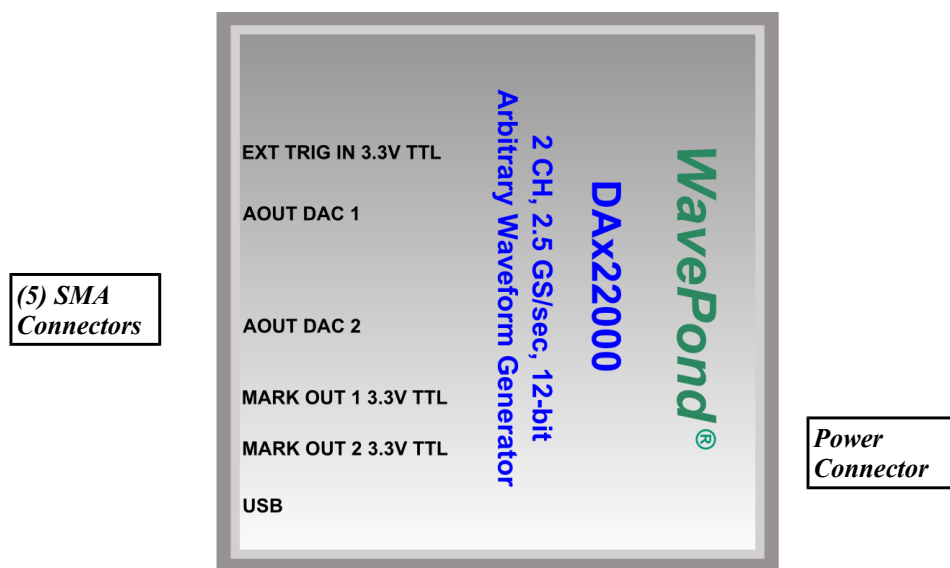 (5) SMA
Connectors
EXT TRIG IN 3.3V TTL
AOUT DAC 1
AOUT DAC 2
MARK OUT 1 3.3V TTL
MARK OUT 2 3.3V TTL
USB
WavePond®
DAx22000
2 CH, 2.5 GS/sec, 12-bit
Arbitrary Waveform Generator
Power
Connector